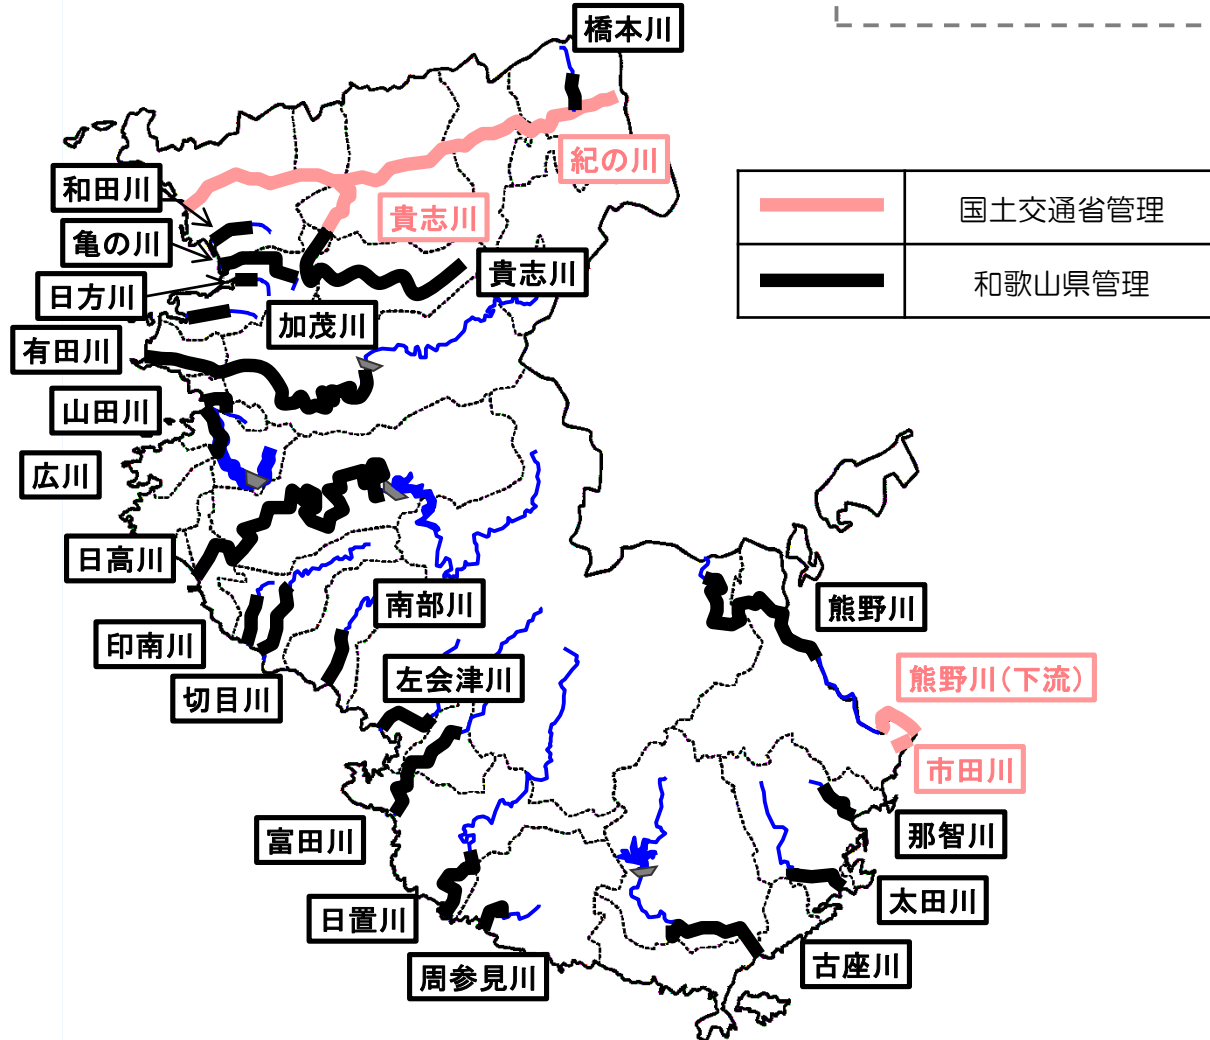 橋本川
紀の川
和田川
貴志川
亀の川
貴志川
日方川
加茂川
有田川
山田川
広川
日高川
南部川
印南川
左会津川
切目川
富田川
日置川
周参見川
国土交通省管理
和歌山県管理
熊野川
熊野川(下流)
市田川
那智川
太田川
古座川